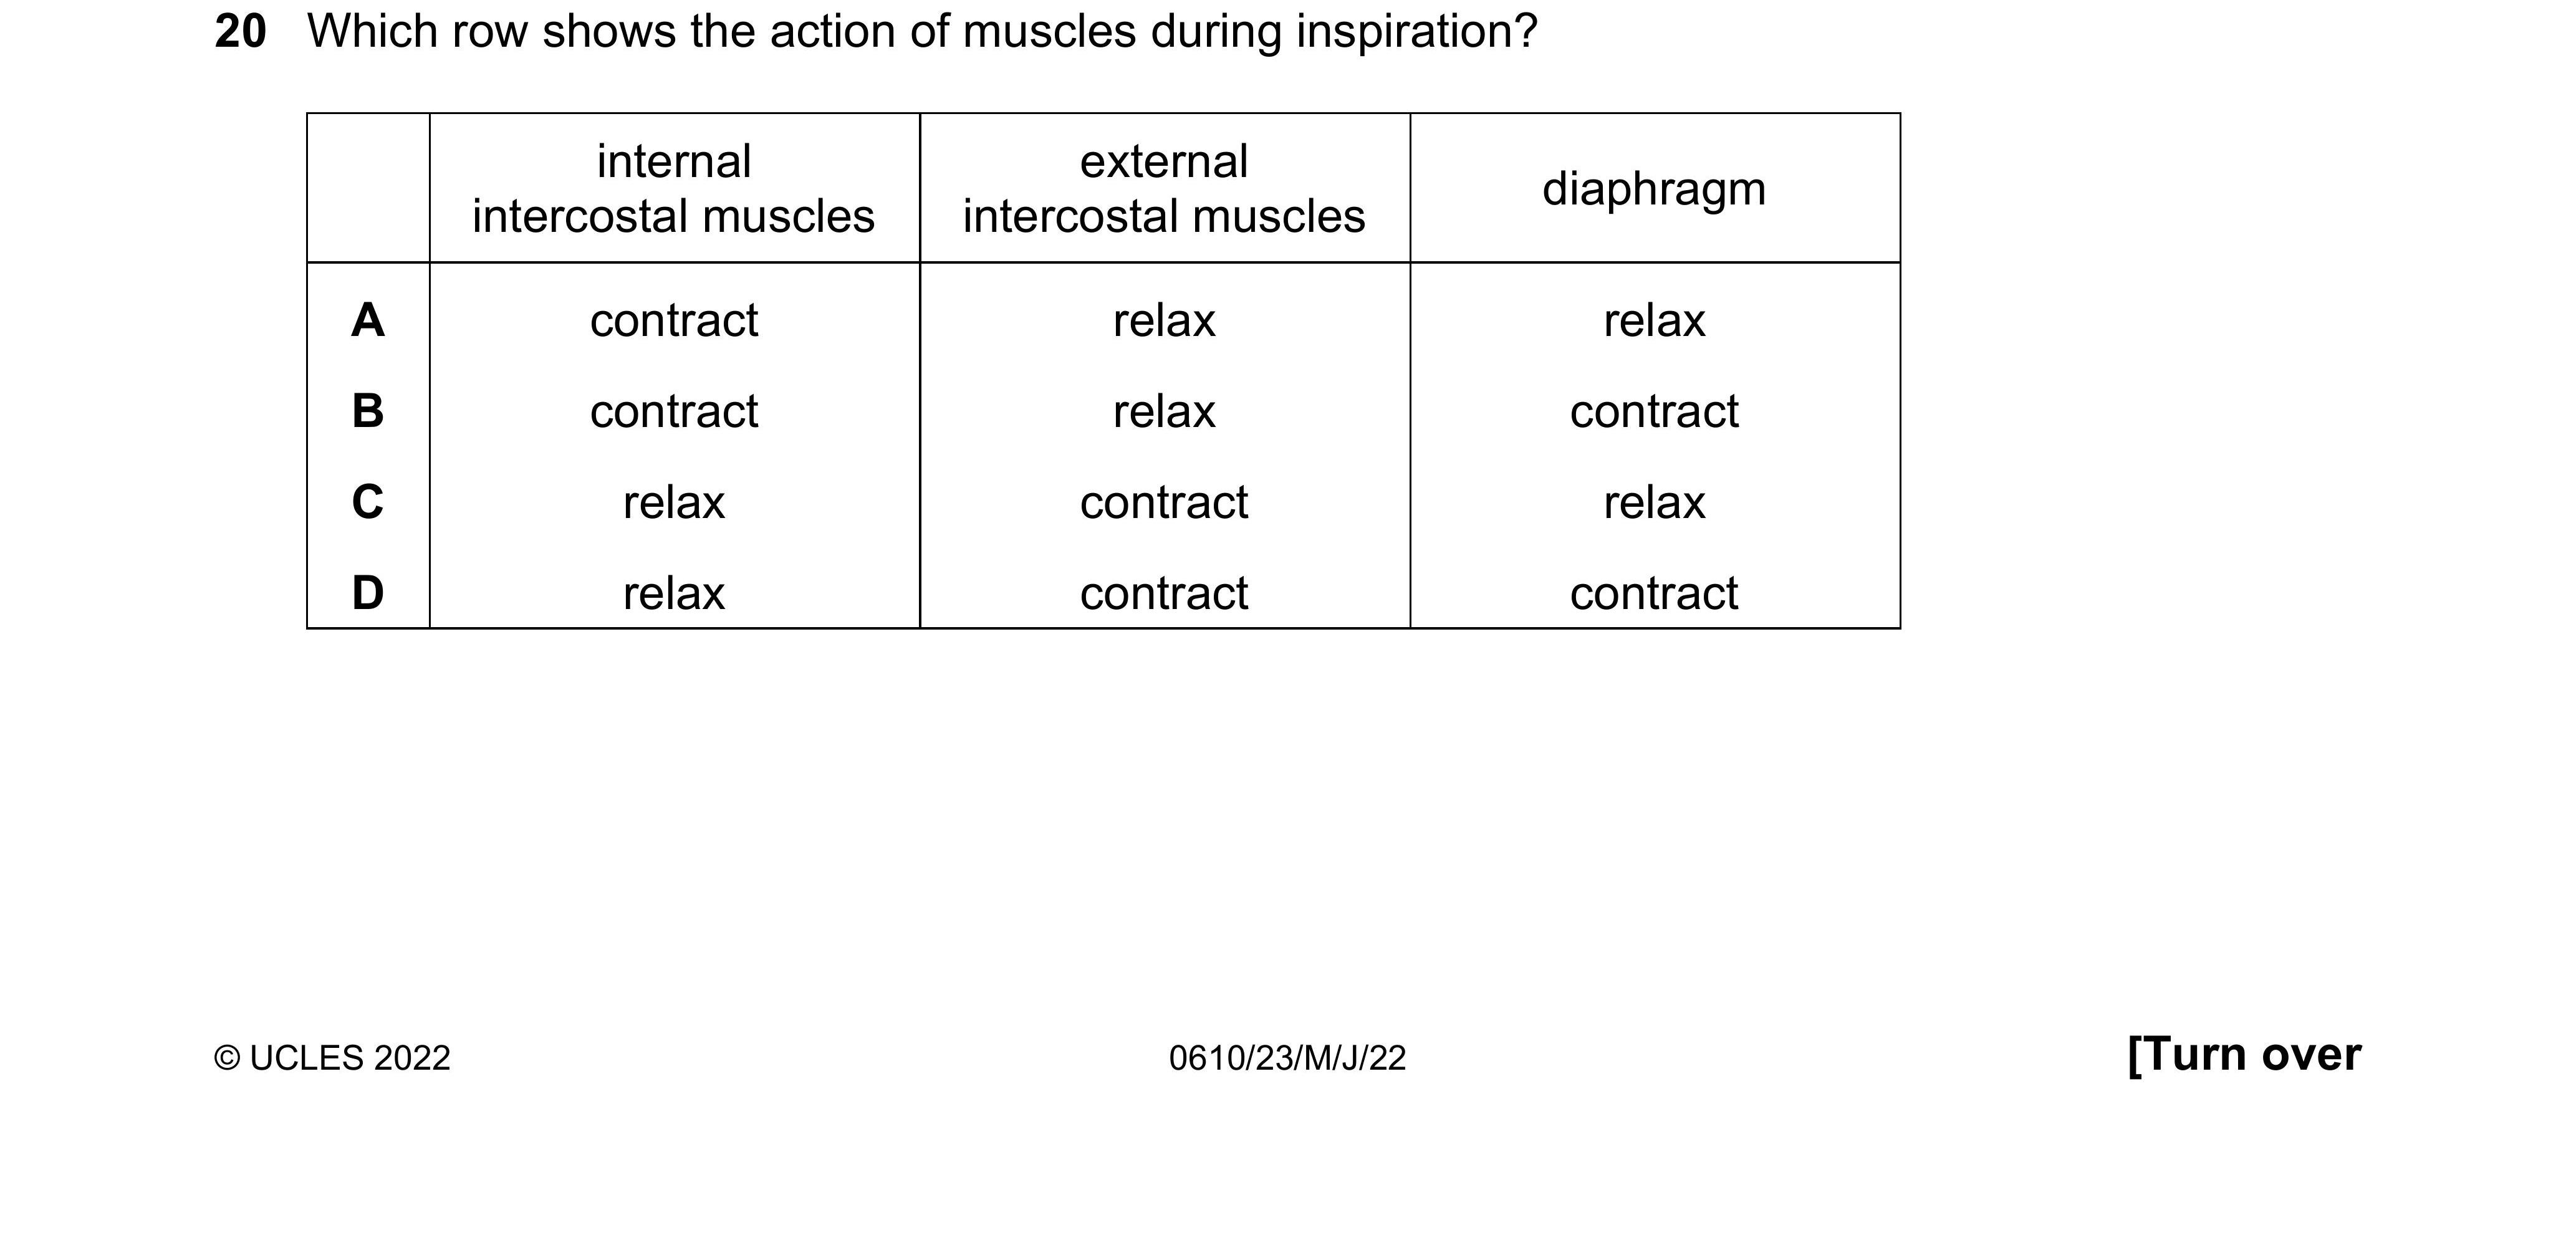 20 Which row shows the action of muscles during inspiration?
internal intercostal muscles external intercostal muscles diaphragm
A contract relax relax
B contract relax contract
C relax contract relax
D relax contract contract
© UCLES 2022 0610/23/M/J/22 [Turn over